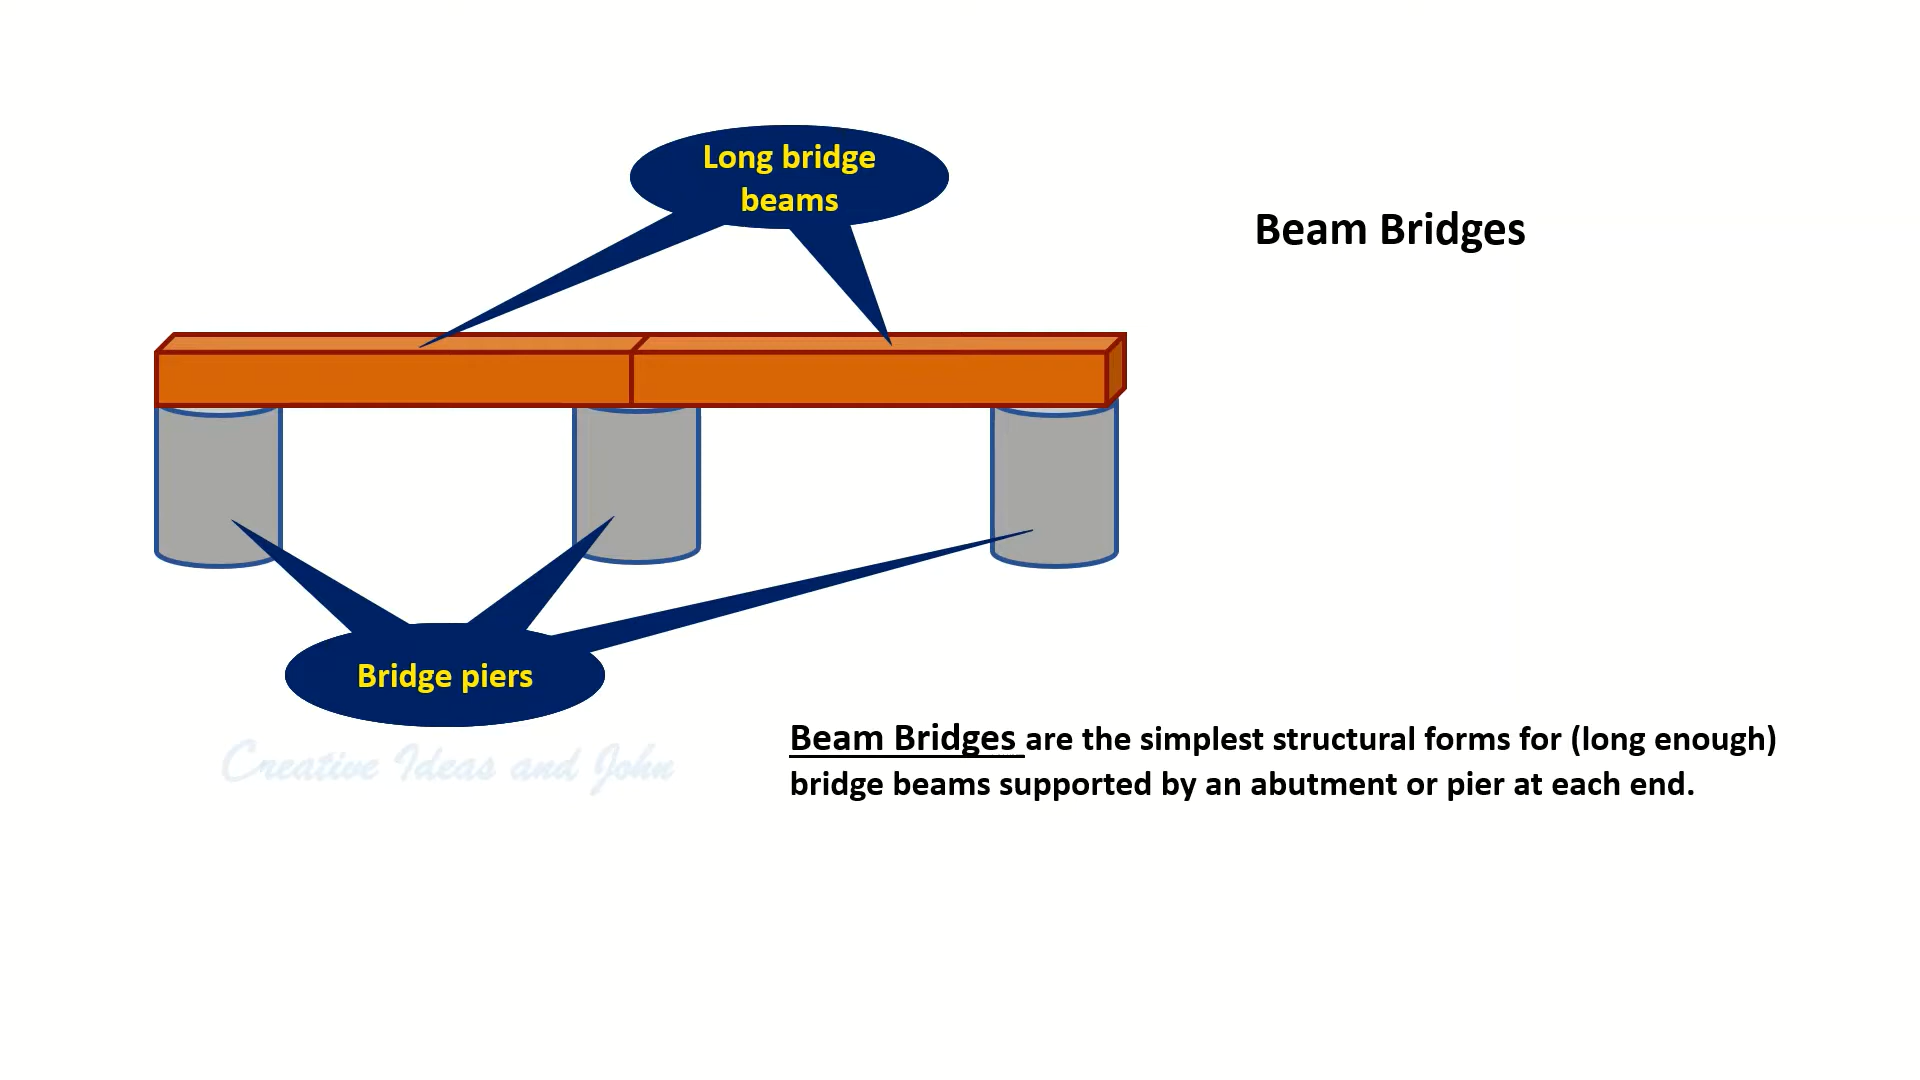 Long bridge
beams
Beam Bridges
Bridge piers
Creative Ideas and John
Beam Bridges are the simplest structural forms for (long enough)
bridge beams supported by an abutment or pier at each end.